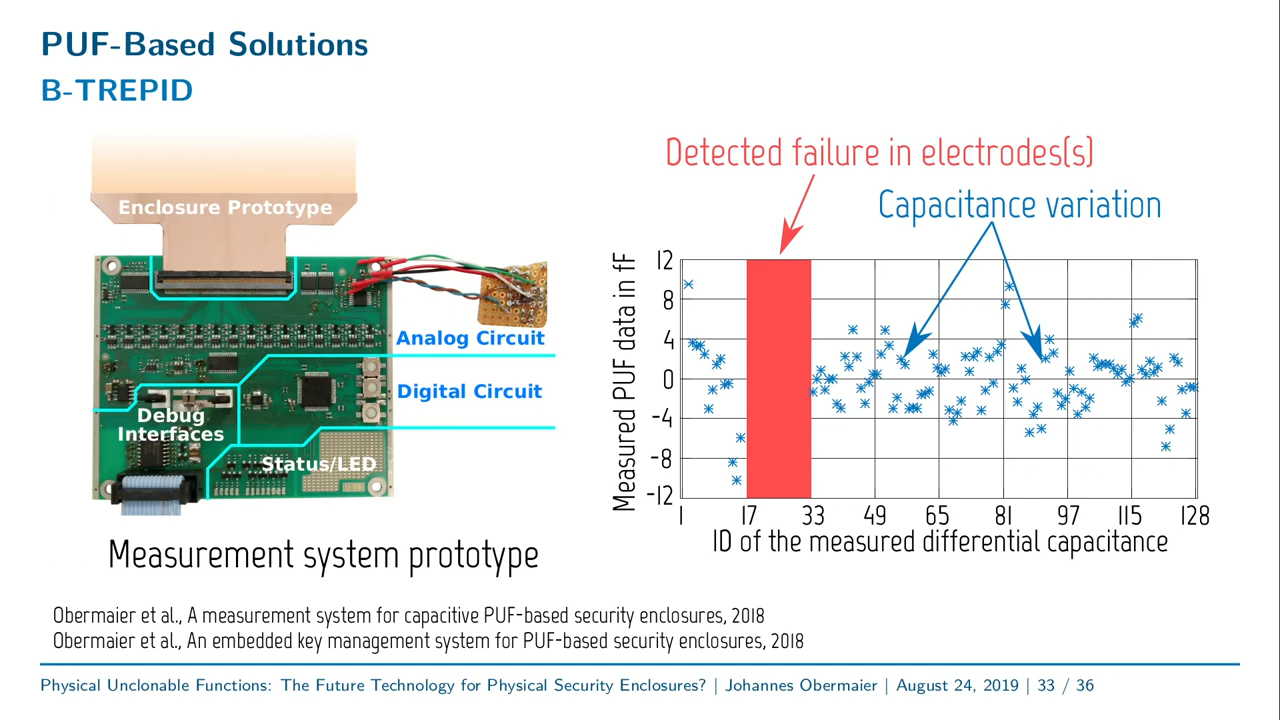 PUF-Based Solutions
B-TREPID
Enclosure Prototype
Analog Circuit
Digital Circuit
Debug
Interfaces
Status/LED
Measurement system prototype
Detected failure in electrodes(s)
Capacitance variation
Measured PUF data in fF
12
8
4
0
-4
-8
-12
1 17 33 49 65 81 97 115 128
ID of the measured differential capacitance
Obermaier et al., A measurement system for capacitive PUF-based security enclosures, 2018
Obermaier et al., An embedded key management system for PUF-based security enclosures, 2018
Physical Unclonable Functions: The Future Technology for Physical Security Enclosures? | Johannes Obermaier | August 24, 2019 | 33 / 36